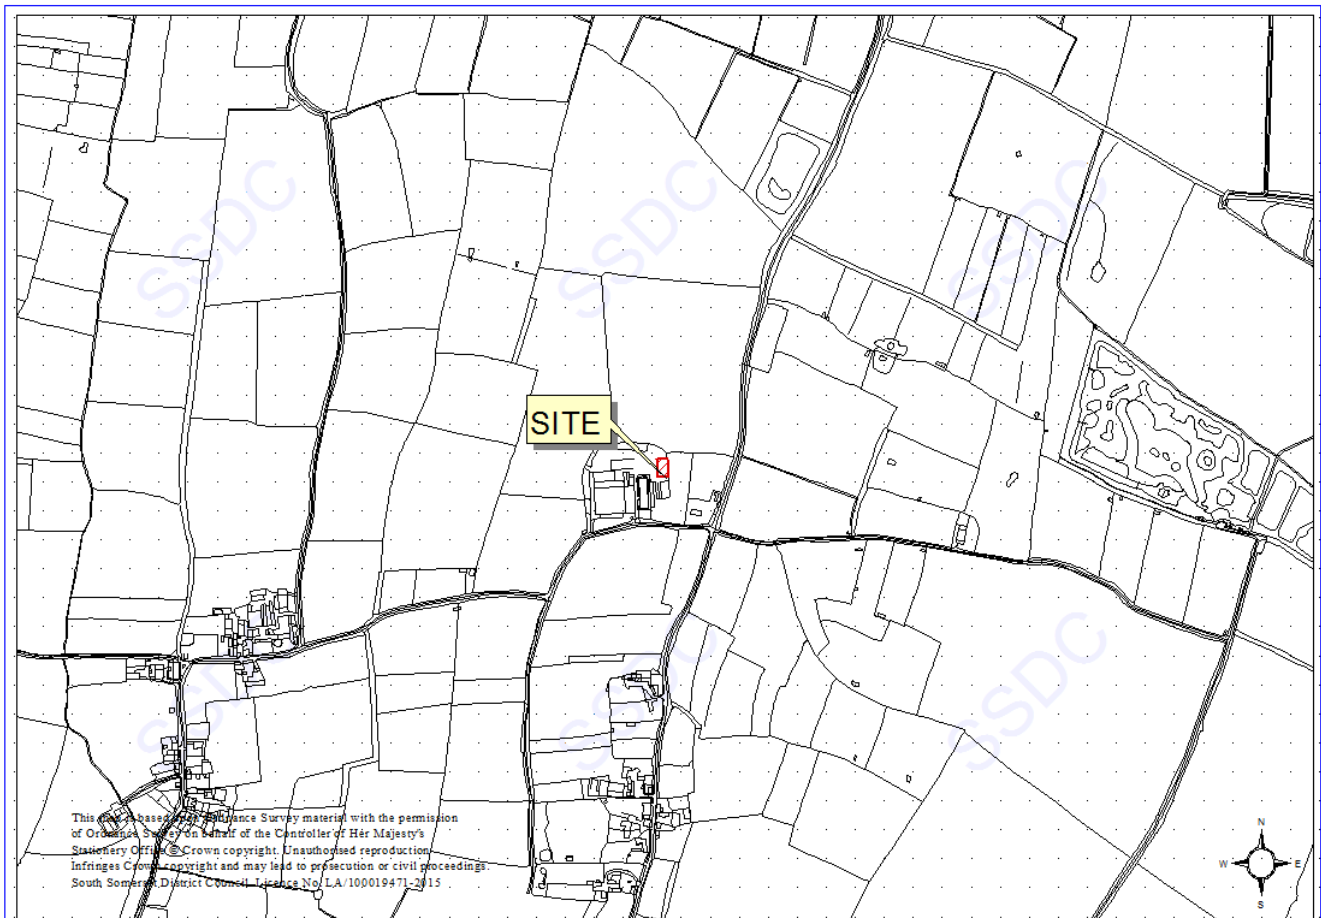 SSDC
SSDC
SSDC
SITE
SSDC
SSDC
SSDC
This map is based upon Ordnance Survey material with the permission
of Ordnance Survey on behalf of the Controller of Her Majesty's
Stationery Office © Crown copyright. Unauthorised reproduction
Infringes Crown copyright and may lead to prosecution or civil proceedings.
South Somerset District Council. Licence No. LA/100019471-2015
N
W
E
S